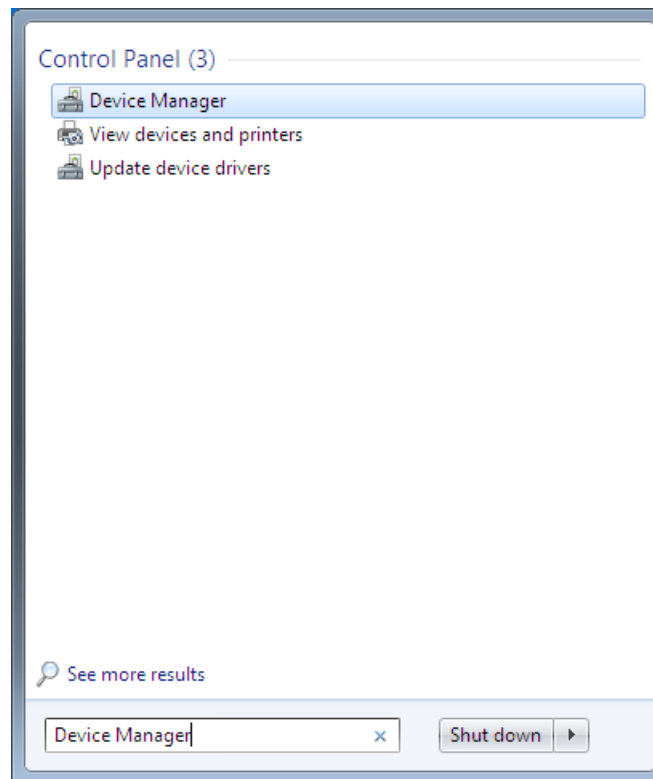 Control Panel (3)
Device Manager
View devices and printers
Update device drivers
See more results
Device Manager
Shut down